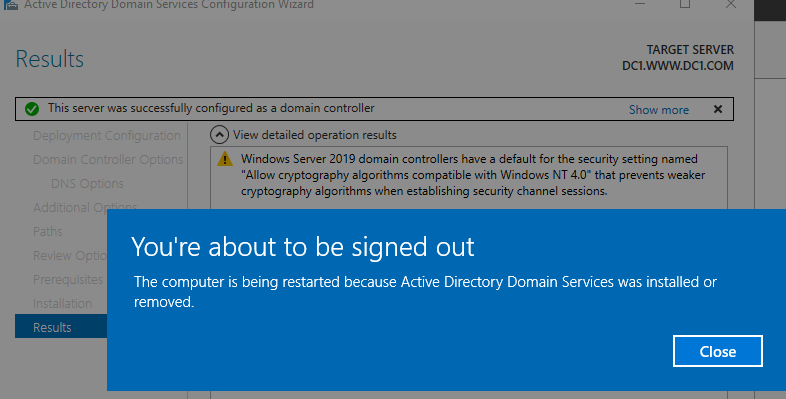 Active Directory Domain Services Configuration Wizard
Results
TARGET SERVER
DC1.WWW.DC1.COM
This server was successfully configured as a domain controller
Show more
Deployment Configuration
Domain Controller Options
DNS Options
Additional Options
Paths
Review Optio
Prerequisites
Installation
Results
View detailed operation results
Windows Server 2019 domain controllers have a default for the security setting named
"Allow cryptography algorithms compatible with Windows NT 4.0" that prevents weaker
cryptography algorithms when establishing security channel sessions.
You're about to be signed out
The computer is being restarted because Active Directory Domain Services was installed or
removed.
Close